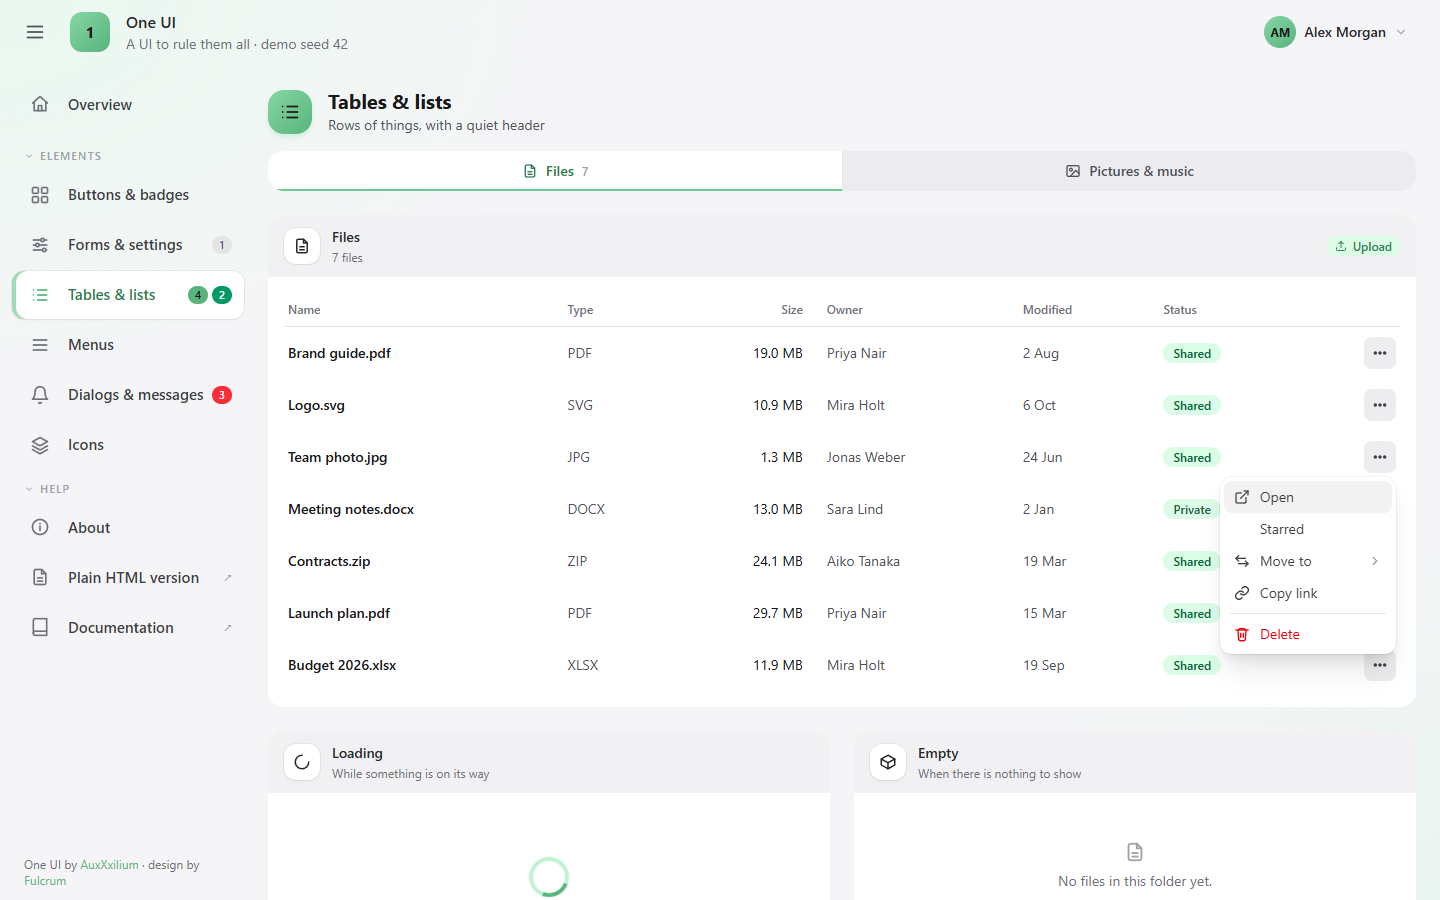 1
One UI
A UI to rule them all · demo seed 42
AM
Alex Morgan
Overview
ELEMENTS
Buttons & badges
Forms & settings 1
Tables & lists 4 2
Menus
Dialogs & messages 3
Icons
HELP
About
Plain HTML version ↗
Documentation ↗
One UI by AuxXxilium · design by
Fulcrum
Tables & lists
Rows of things, with a quiet header
Files 7
Pictures & music
Files
7 files
Upload
Name Type Size Owner Modified Status
Brand guide.pdf PDF 19.0 MB Priya Nair 2 Aug Shared
Logo.svg SVG 10.9 MB Mira Holt 6 Oct Shared
Team photo.jpg JPG 1.3 MB Jonas Weber 24 Jun Shared
Meeting notes.docx DOCX 13.0 MB Sara Lind 2 Jan Private
Contracts.zip ZIP 24.1 MB Aiko Tanaka 19 Mar Shared
Launch plan.pdf PDF 29.7 MB Priya Nair 15 Mar Shared
Budget 2026.xlsx XLSX 11.9 MB Mira Holt 19 Sep Shared
Open
Starred
Move to
Copy link
Delete
Loading
While something is on its way
Empty
When there is nothing to show
No files in this folder yet.